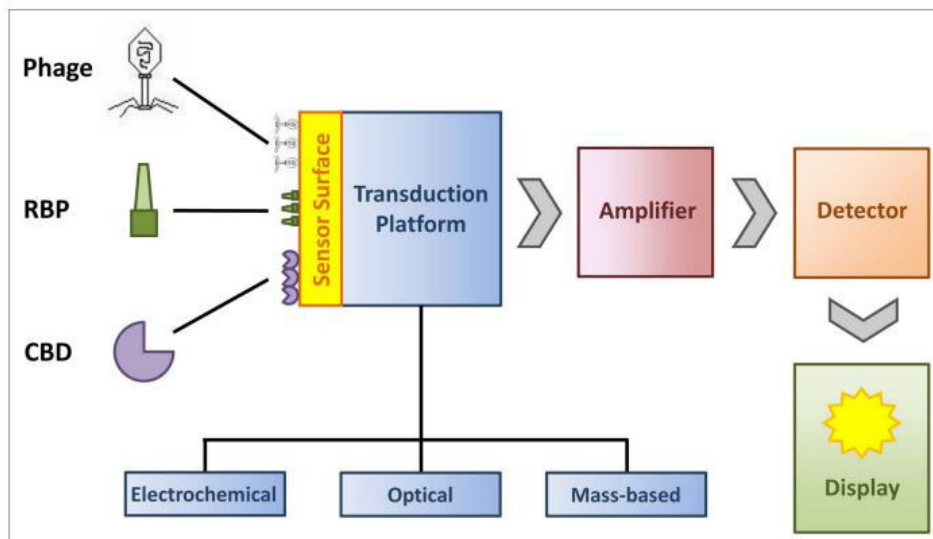 Phage
RBP
CBD
Sensor Surface
Transduction
Platform
Amplifier
Detector
Display
Electrochemical
Optical
Mass-based